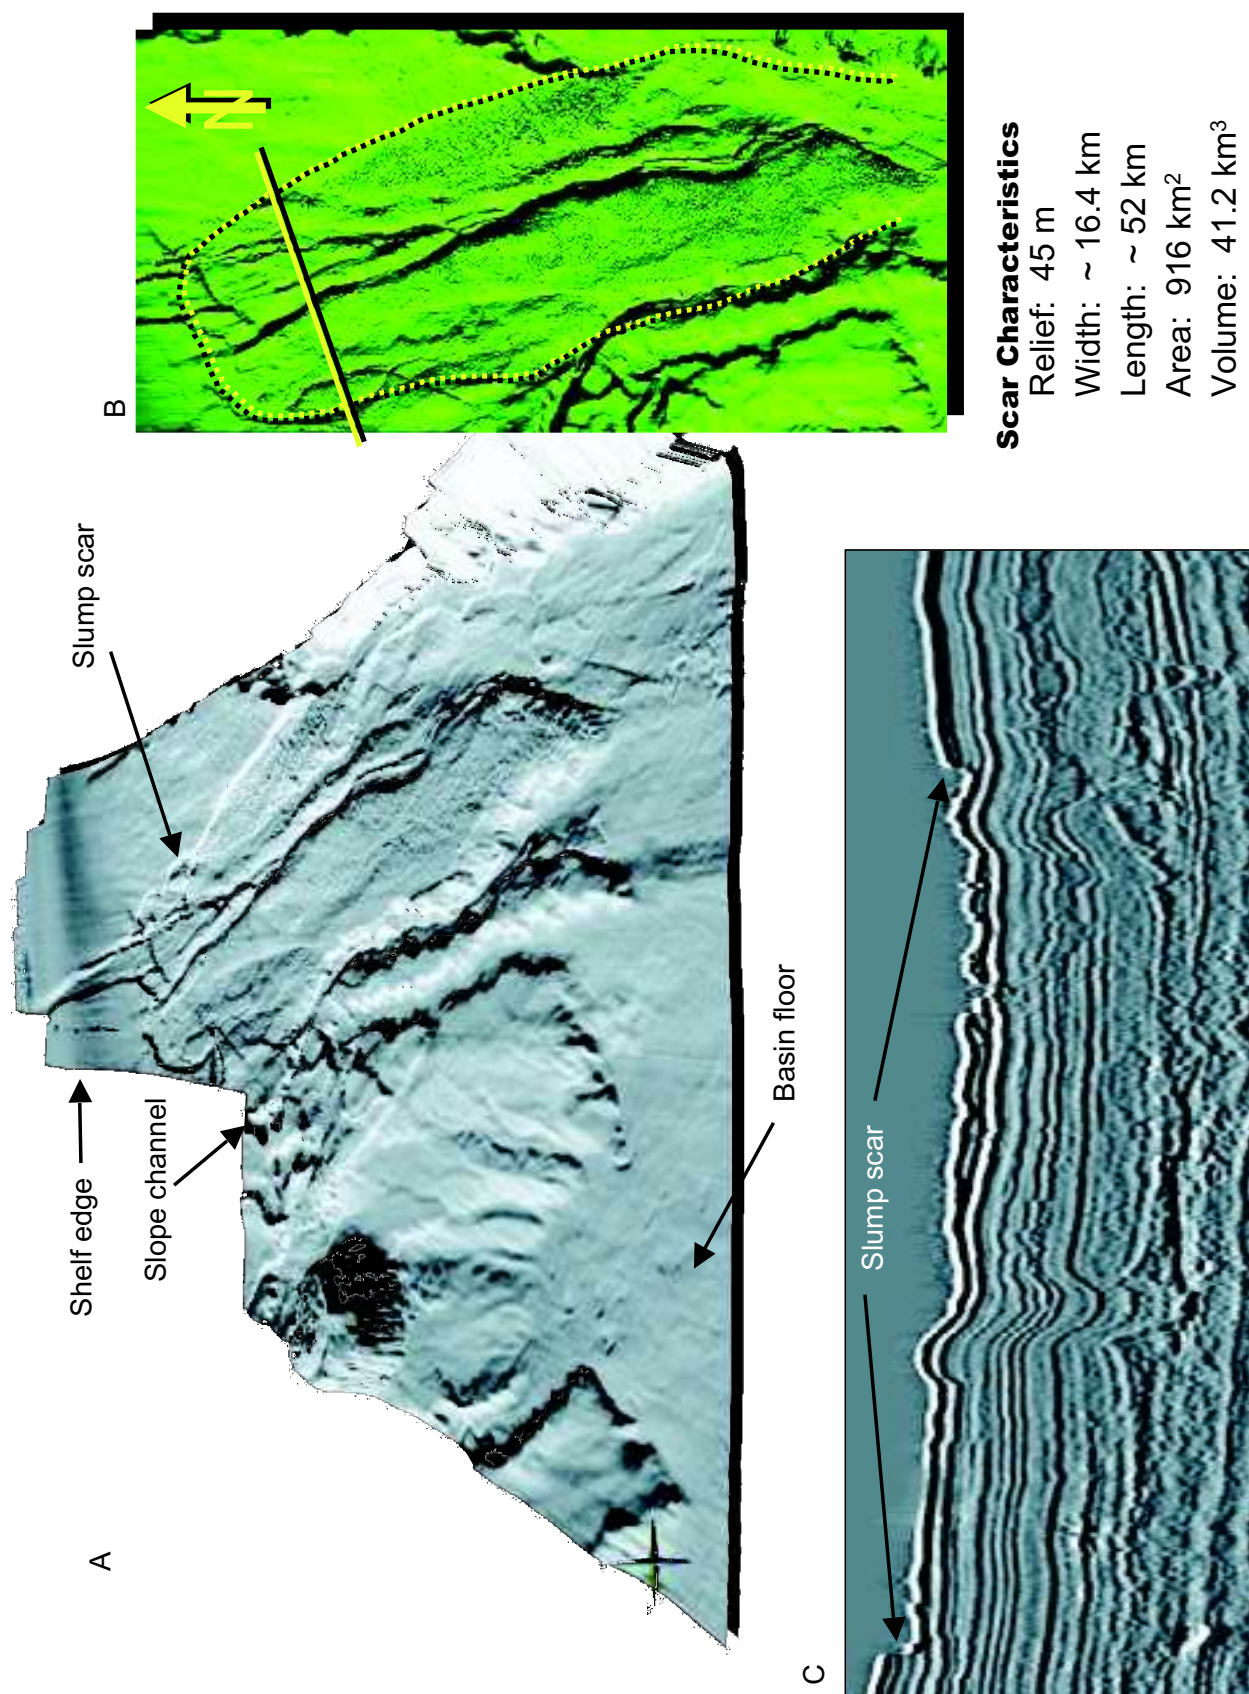 A
Shelf edge
Slope channel
Slump scar
Basin floor
B
N
Scar Characteristics
Relief: 45 m
Width: ~ 16.4 km
Length: ~ 52 km
Area: 916 km²
Volume: 41.2 km³
C
Slump scar